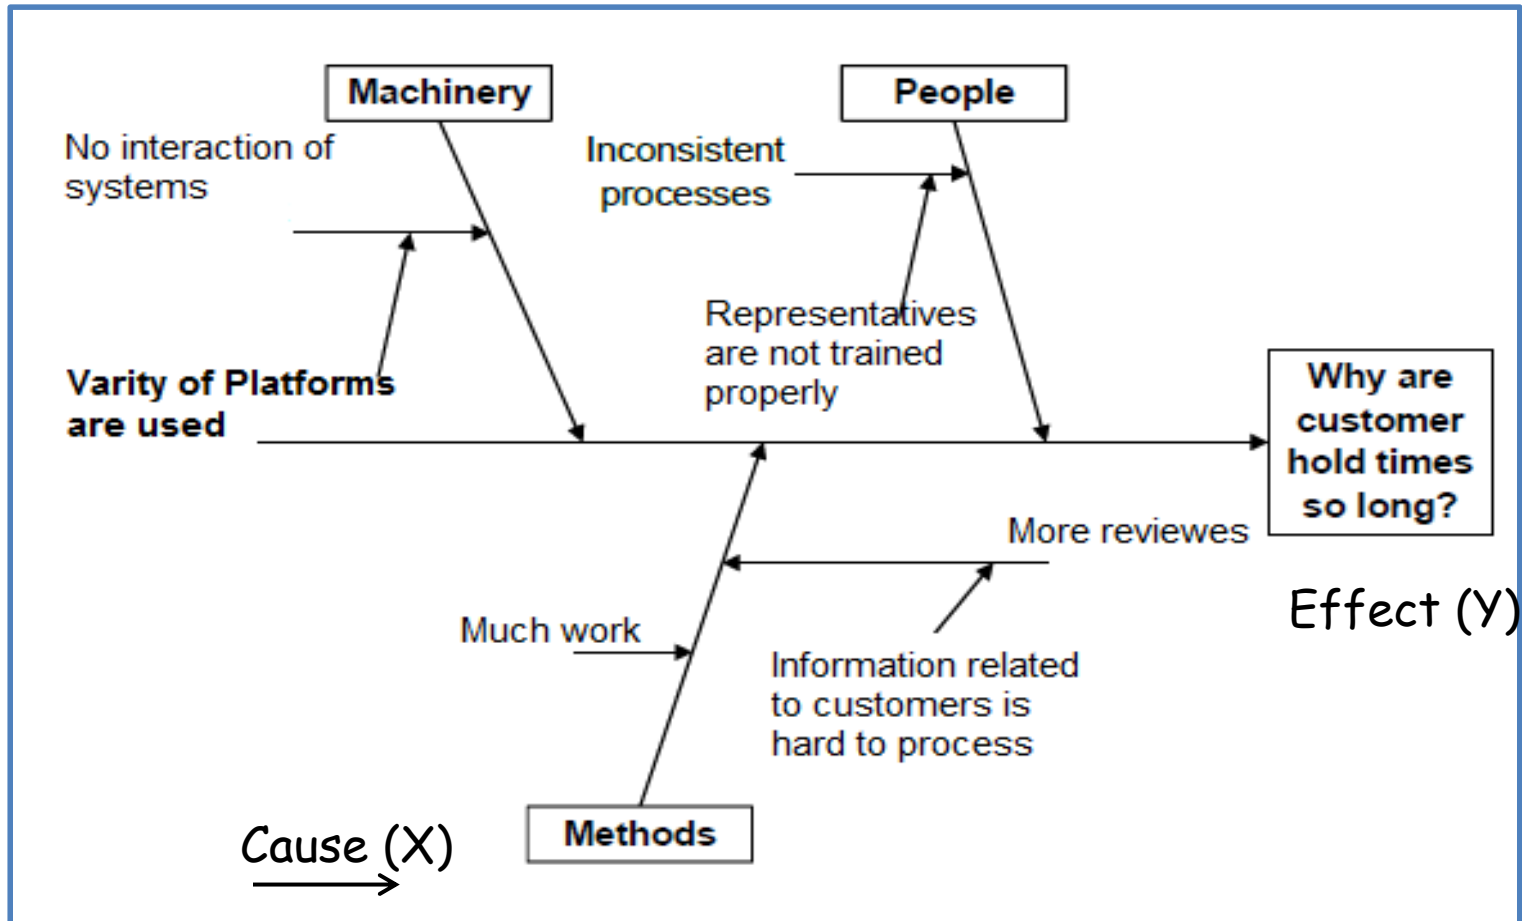 Machinery
People
No interaction of
systems
Inconsistent
processes
Representatives
are not trained
properly
Varity of Platforms
are used
Why are
customer
hold times
so long?
More reviewes
Effect (Y)
Much work
Information related
to customers is
hard to process
Methods
Cause (X)